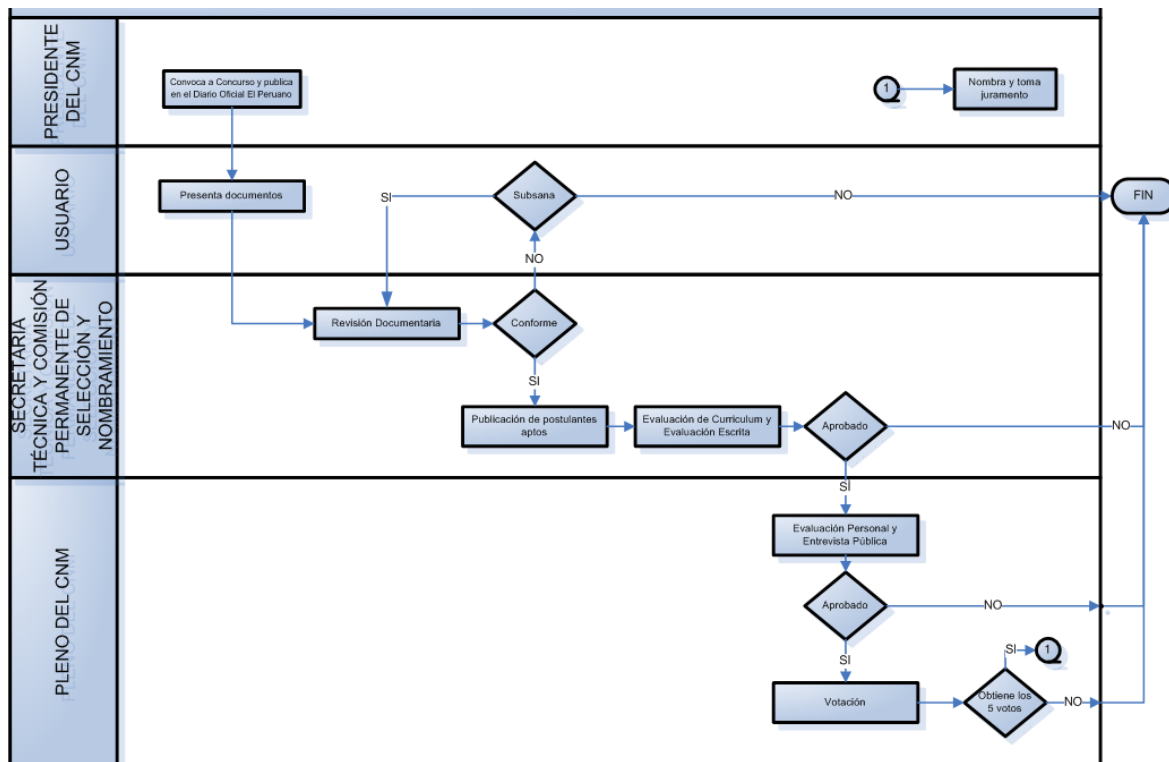 PRESIDENTE
DEL CNM
Convoca a Concurso y publica
en el Diario Oficial El Peruano
1
Nombra y toma
juramento
USUARIO
Presenta documentos
SI
Subsana
NO
FIN
NO
SECRETARIA
TÉCNICA Y COMISIÓN
PERMANENTE DE
SELECCIÓN Y
NOMBRAMIENTO
Revisión Documentaria
Conforme
SI
Publicación de postulantes
aptos
Evaluación de Curriculum y
Evaluación Escrita
Aprobado
NO
SI
PLENO DEL CNM
Evaluación Personal y
Entrevista Pública
Aprobado
NO
SI
Votación
Obtiene los
5 votos
SI
1
NO